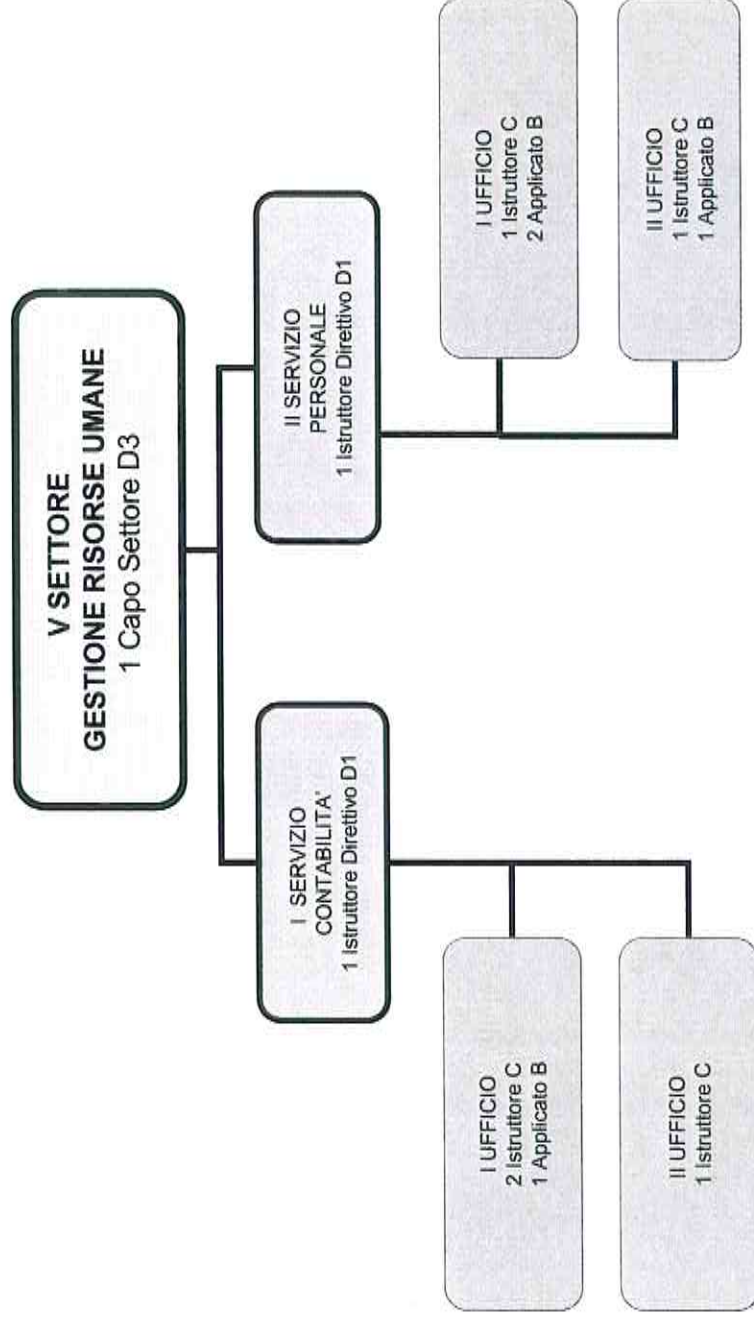 V SETTORE
GESTIONE RISORSE UMANE
1 Capo Settore D3
I SERVIZIO
CONTABILITA'
1 Istruttore Direttivo D1
II SERVIZIO
PERSONALE
1 Istruttore Direttivo D1
I UFFICIO
2 Istruttore C
1 Applicato B
II UFFICIO
1 Istruttore C
I UFFICIO
1 Istruttore C
2 Applicato B
II UFFICIO
1 Istruttore C
1 Applicato B